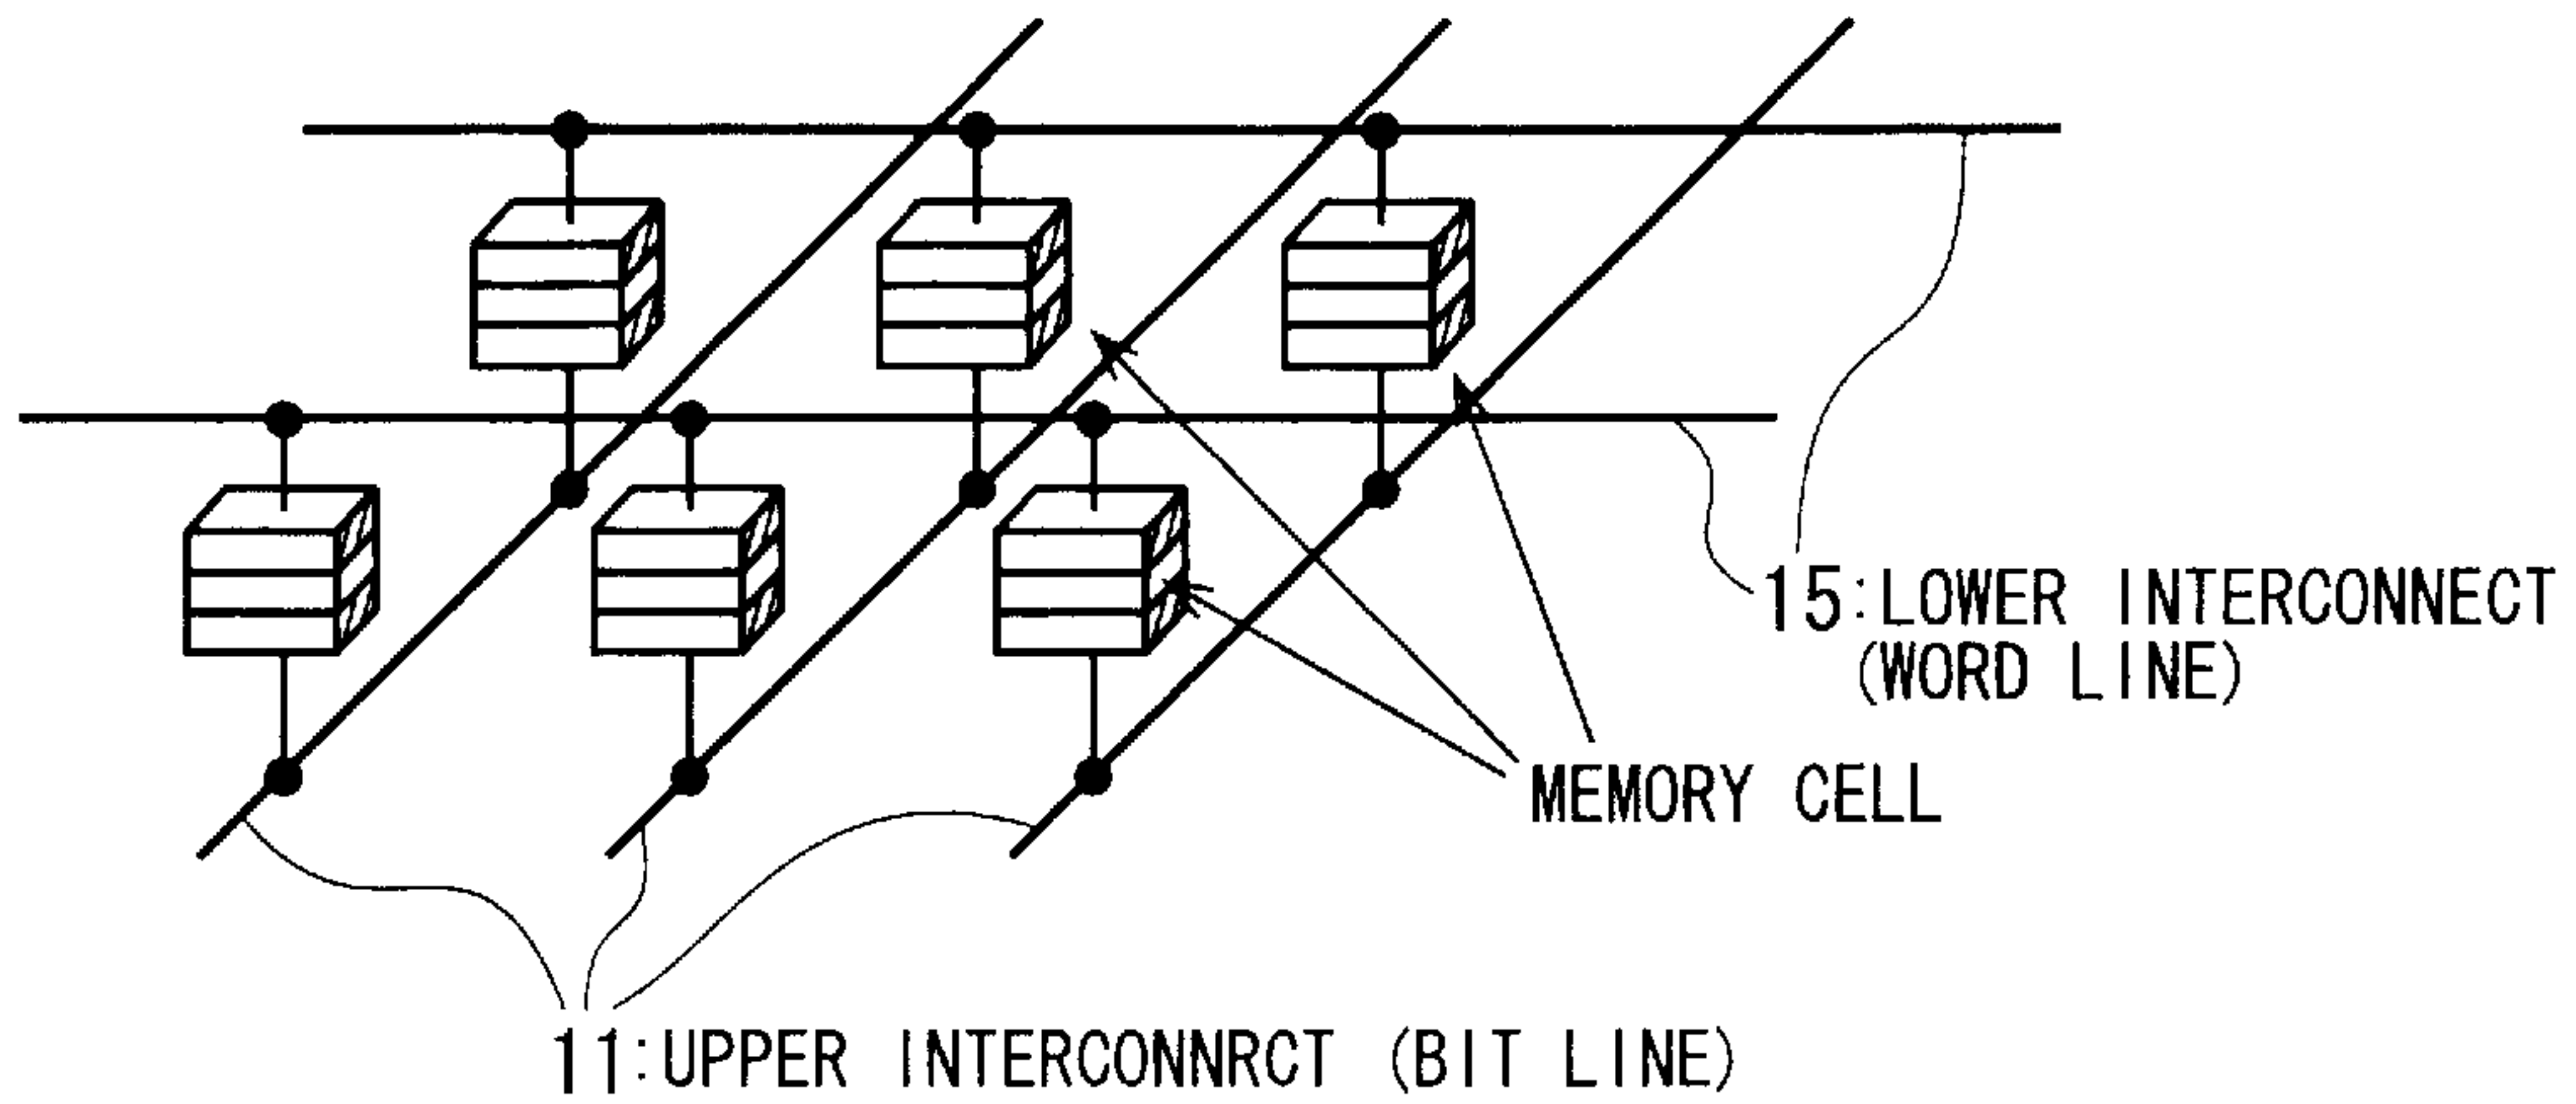 15:LOWER INTERCONNECT
(WORD LINE)
MEMORY CELL
11:UPPER INTERCONNRCT (BIT LINE)